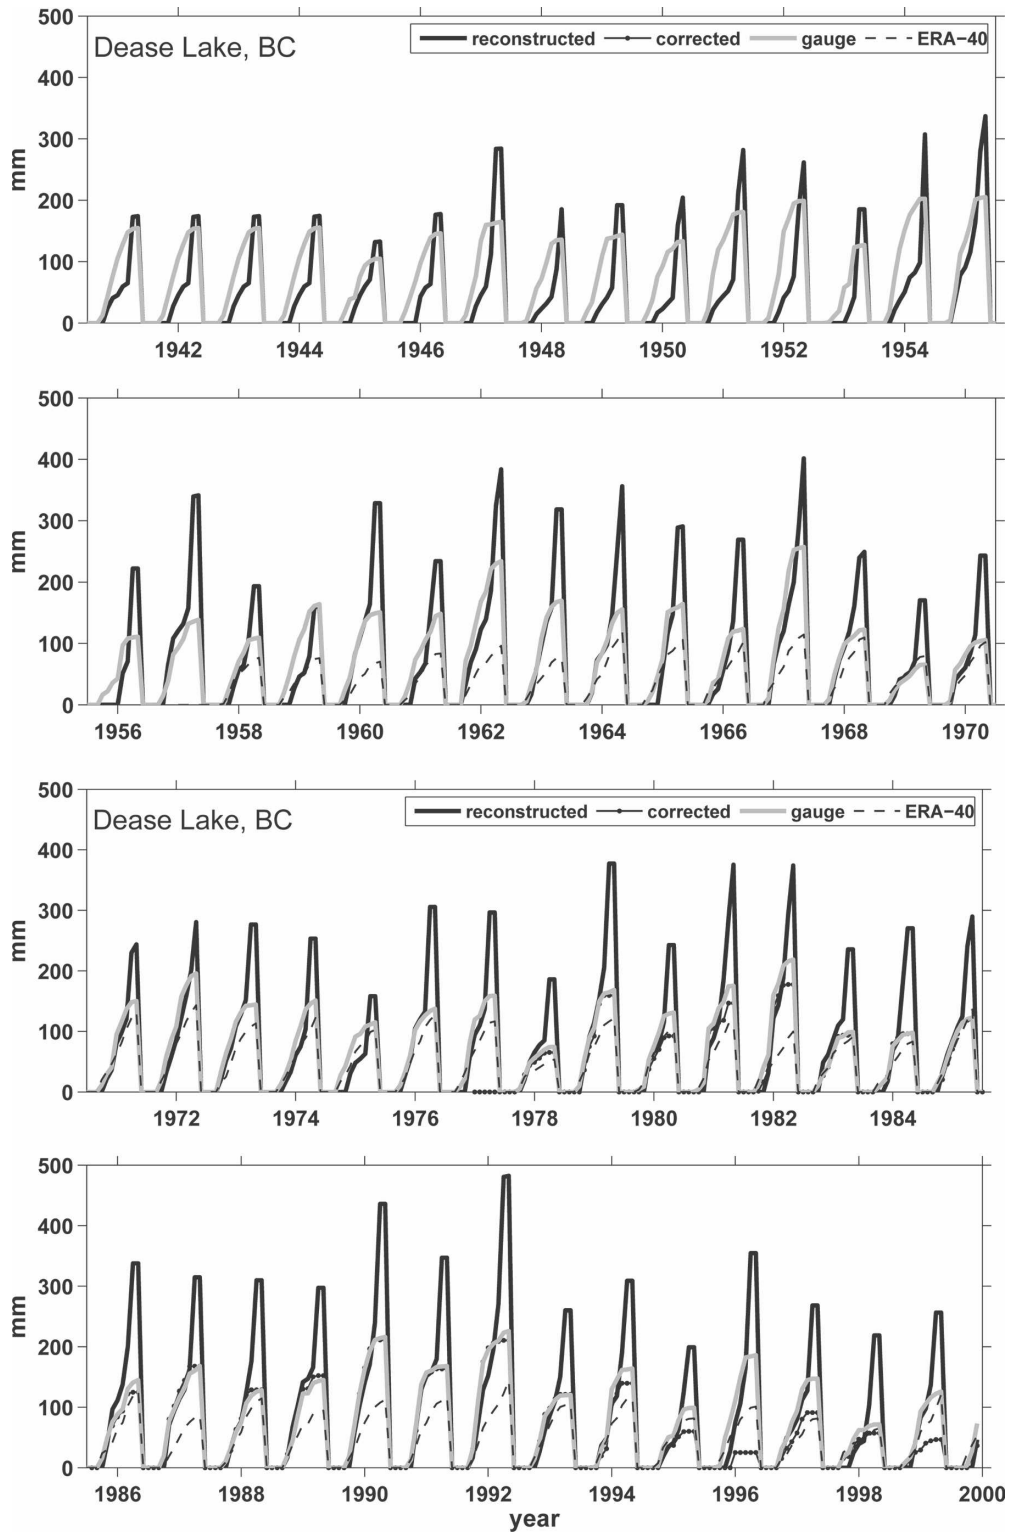 500
Dease Lake, BC
reconstructed corrected gauge ERA-40
400
300
200
100
0
mm
1942 1944 1946 1948 1950 1952 1954
500
400
300
200
100
0
mm
1956 1958 1960 1962 1964 1966 1968 1970
500
Dease Lake, BC
reconstructed corrected gauge ERA-40
400
300
200
100
0
mm
1972 1974 1976 1978 1980 1982 1984
500
400
300
200
100
0
mm
1986 1988 1990 1992 1994 1996 1998 2000
year